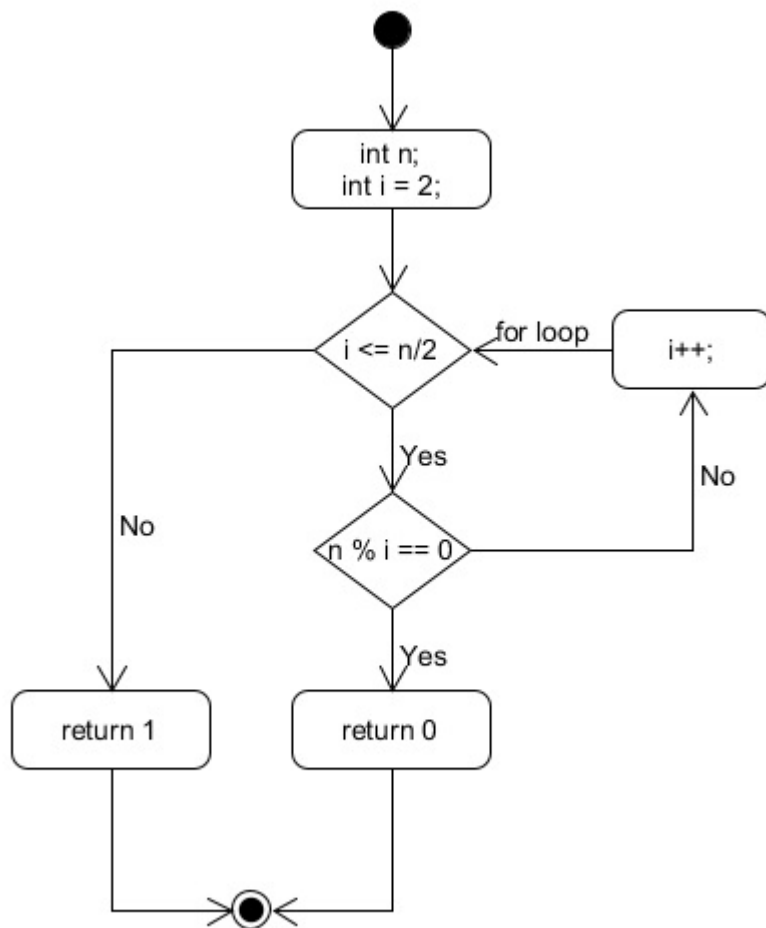 int n;
int i = 2;
i <= n/2
for loop
i++;
Yes
No
No
n % i == 0
Yes
return 1
return 0